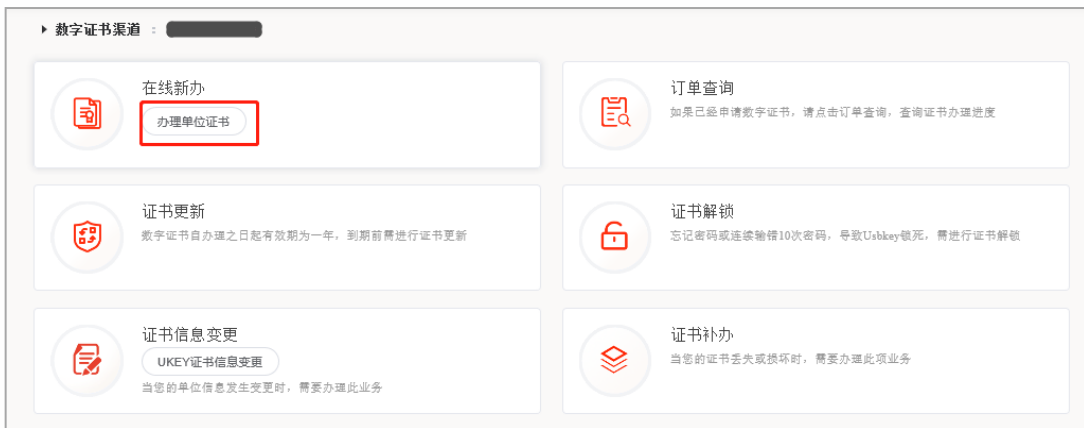 数字证书渠道 :
在线新办
办理单位证书
订单查询
如果已经申请数字证书，请点击订单查询，查询证书办理进度
证书更新
数字证书自办理之日起有效期为一年，到期前需进行证书更新
证书解锁
忘记密码或连续输错10次密码，导致Usbkey锁死，需进行证书解锁
证书信息变更
UKEY证书信息变更
当您的单位信息发生变更时，需要办理此业务
证书补办
当您的证书丢失或损坏时，需要办理此项业务